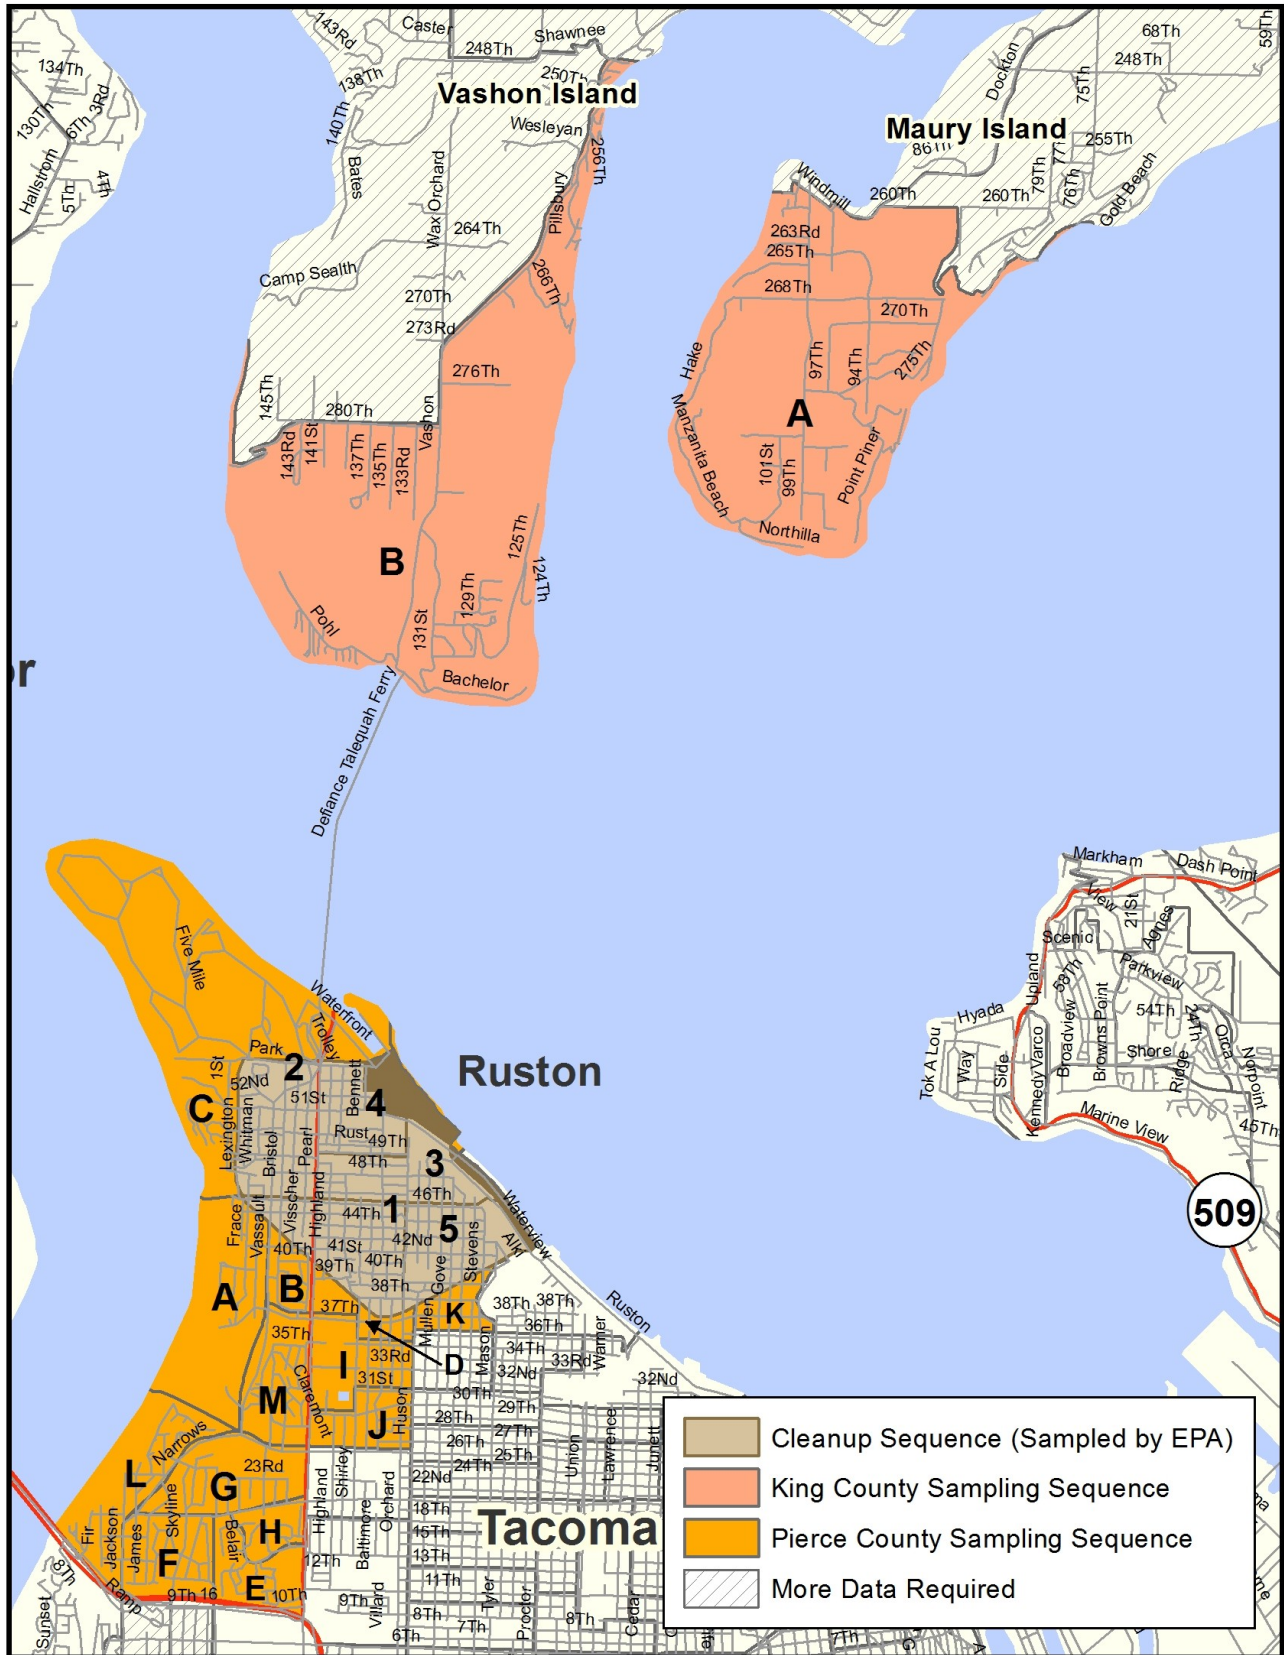 143Rd
Caster
248Th
Shawnee
68Th
59Th
134Th
130Th
6Th
3Rd
138Th
140Th
250Th
Vashon Island
Dockton
75Th
248Th
Hallstrom
5Th
4Th
Bates
Wax Orchard
Wesleyan
256Th
Pillsbury
Maury Island
86Th
77Th
255Th
Windmill
260Th
260Th
79Th
76Th
Gold Beach
264Th
Camp Sealth
270Th
273Rd
266Th
263Rd
265Th
268Th
270Th
276Th
Hake
97Th
94Th
275Th
145Th
280Th
Vashon
A
143Rd
141St
137Th
135Th
133Rd
Manzanita Beach
101St
99Th
Point Piner
Northilla
B
125Th
124Th
129Th
Pohl
131St
Bachelor
or
Defiance Talequah Ferry
Five Mile
Waterfront
Trolley
Park
2
1St
52Nd
51St
Bennett
4
Ruston
C
Lexington
Whitman
Bristol
Pearl
Rust
49Th
48Th
3
46Th
Visscher
Highland
44Th
1
42Nd
5
Stevens
Waterview
Frace
Vassault
40Th
41St
39Th
40Th
38Th
Gove
A
B
37Th
Mullen
K
38Th
38Th
Ruston
36Th
35Th
I
33Rd
D
Mason
34Th
33Rd
Warner
32Nd
32Nd
31St
M
Claremont
Huson
J
30Th
29Th
28Th
27Th
26Th
25Th
24Th
Union
Lawrence
Junett
Narrows
L
G
23Rd
Highland
Shirley
Baltimore
Orchard
22Nd
18Th
15Th
13Th
11Th
Tacoma
Fir
Jackson
James
Skyline
Belair
H
F
E
12Th
8Th
Ramp
9Th
16
10Th
9Th
Villard
8Th
Tyler
Proctor
7Th
6Th
8Th
Cedar
7Th
Sunset
Markham
Dash Point
View
21St
Agnes
Scenid
Upland
53Th
Parkview
Hyada
Broadview
Browns Point
54Th
24Th
Orca
Tok A Lou
Way
Side
Kennedy
Varco
Shore
Ridge
Norpoint
Marine View
45Th
509
Cleanup Sequence (Sampled by EPA)
King County Sampling Sequence
Pierce County Sampling Sequence
More Data Required